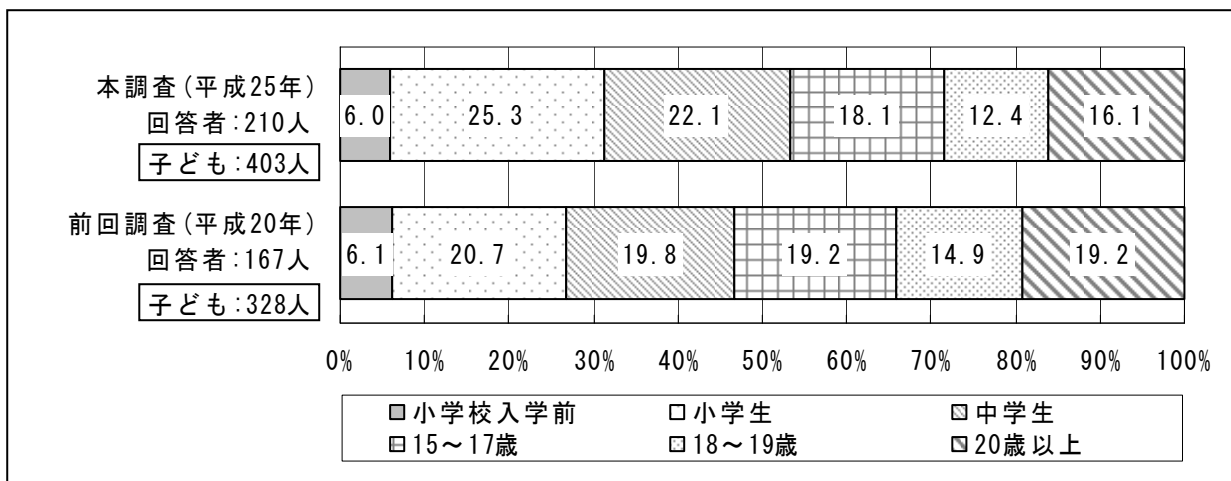 本調査(平成25年)
回答者:210人
子ども:403人
6.0 25.3 22.1 18.1 12.4 16.1
前回調査(平成20年)
回答者:167人
子ども:328人
6.1 20.7 19.8 19.2 14.9 19.2
0% 10% 20% 30% 40% 50% 60% 70% 80% 90% 100%
小学校入学前 小学生 中学生
15～17歳 18～19歳 20歳以上